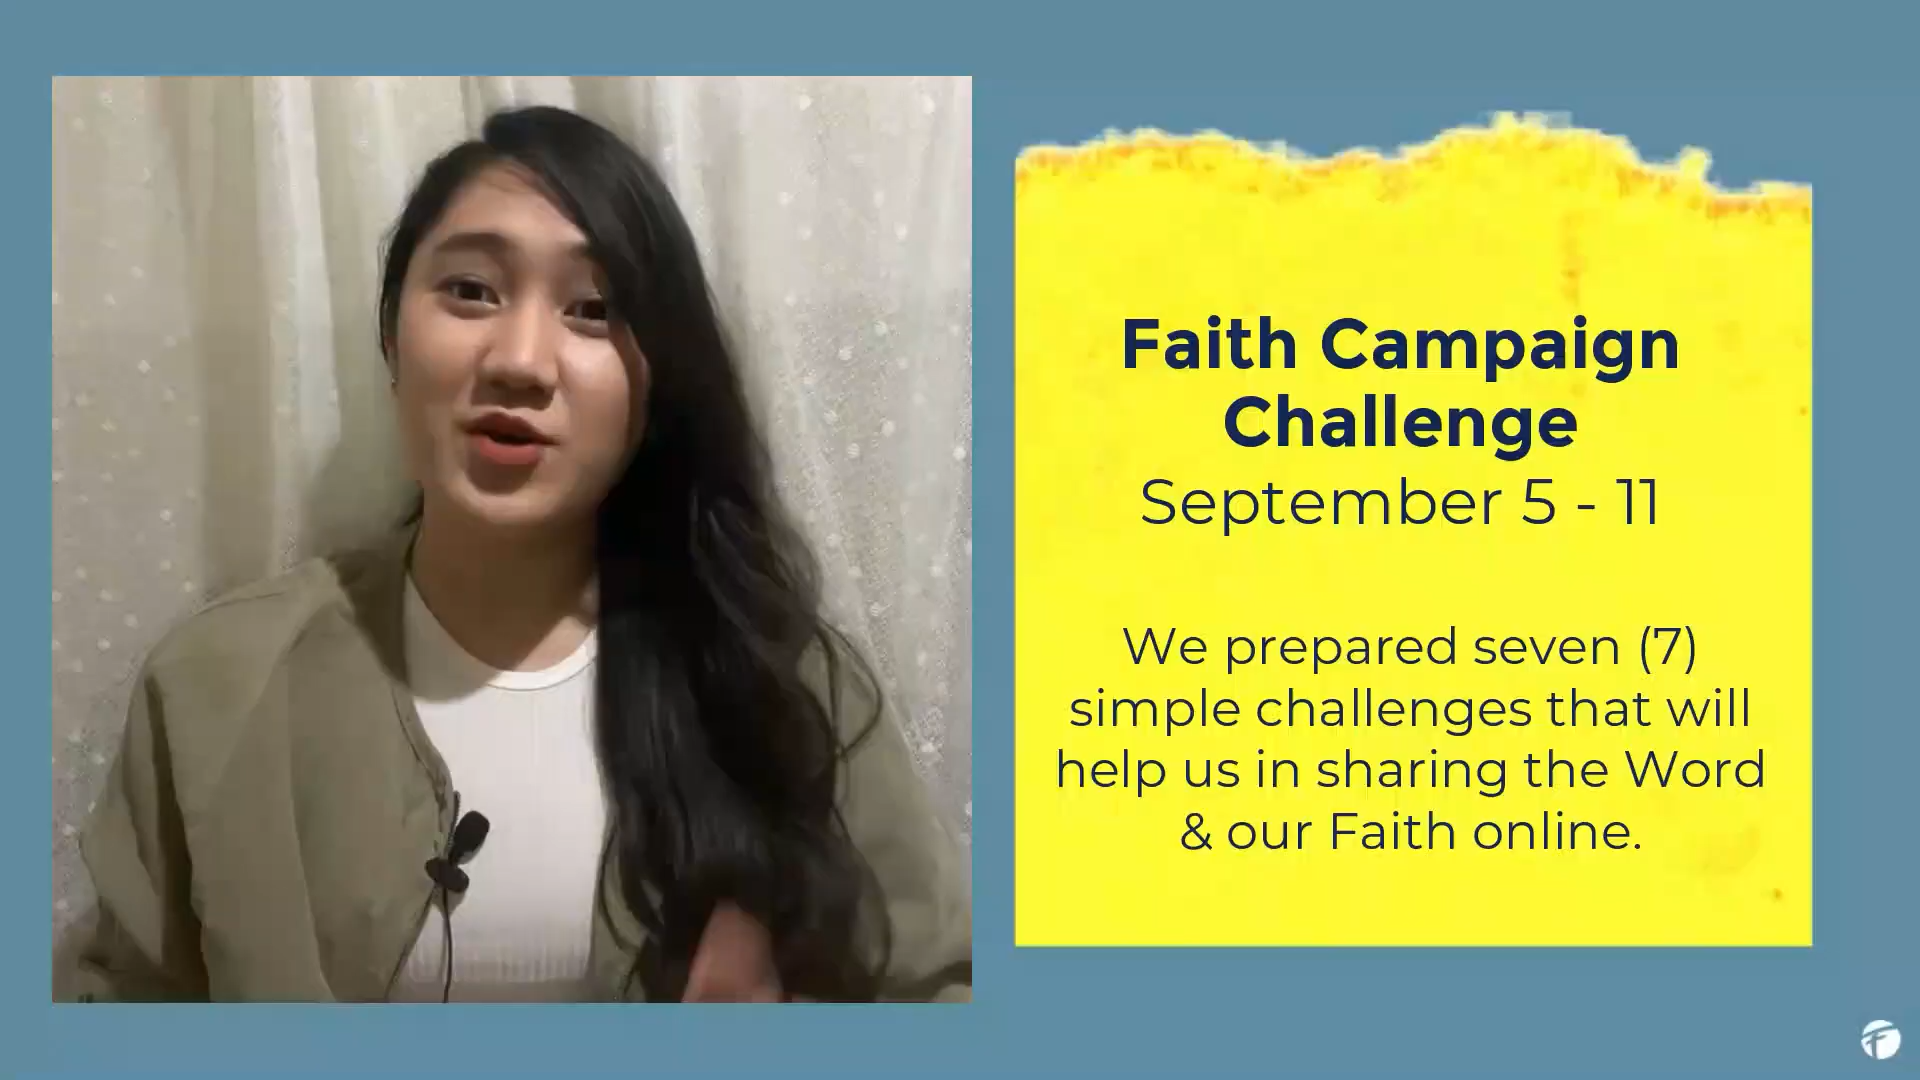 Faith Campaign
Challenge
September 5 - 11
We prepared seven (7)
simple challenges that will
help us in sharing the Word
& our Faith online.